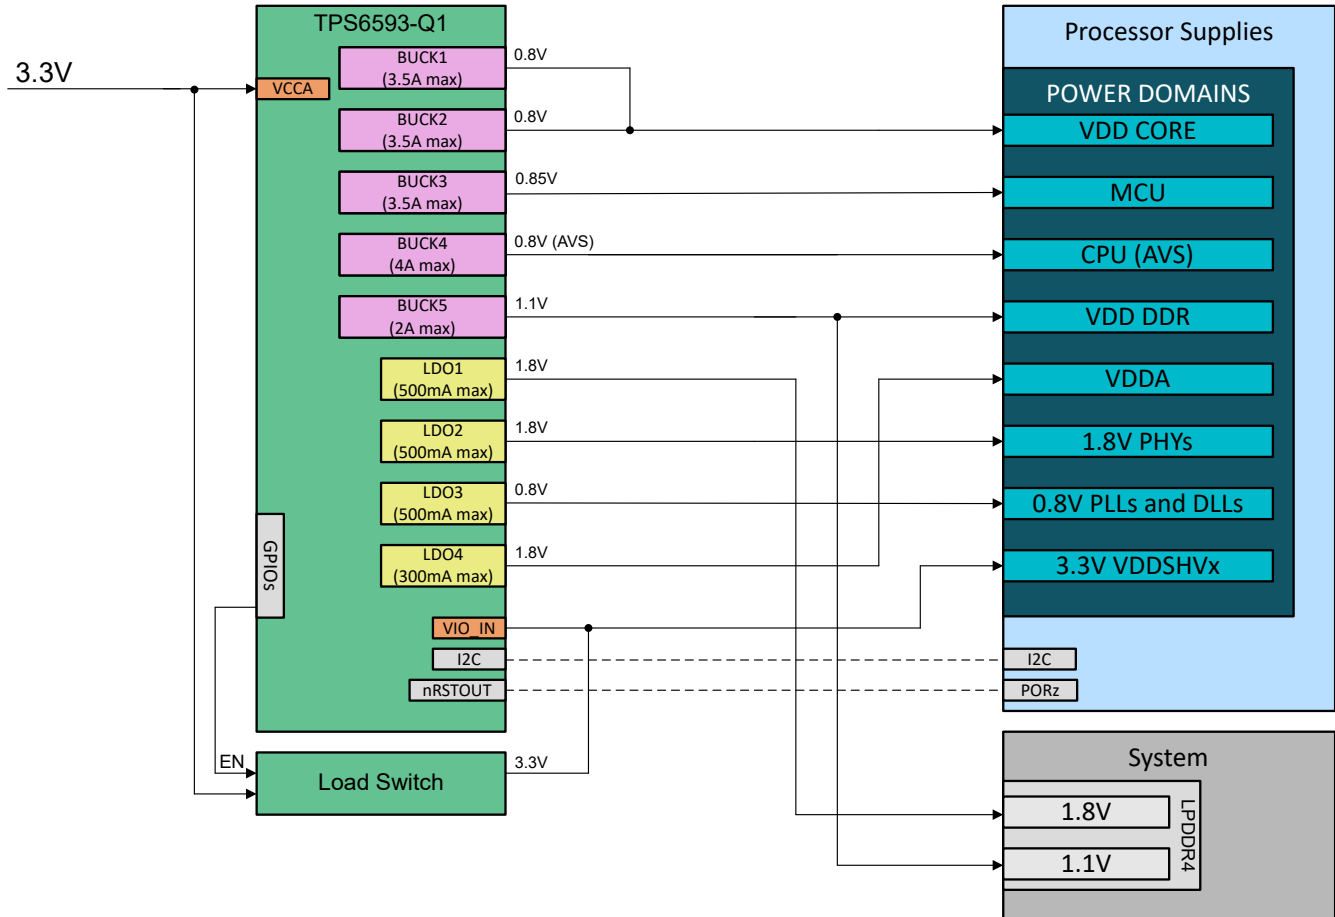 TPS6593-Q1
3.3V
VCCA
BUCK1
(3.5A max)
0.8V
BUCK2
(3.5A max)
0.8V
BUCK3
(3.5A max)
0.85V
BUCK4
(4A max)
0.8V (AVS)
BUCK5
(2A max)
1.1V
LDO1
(500mA max)
1.8V
LDO2
(500mA max)
1.8V
LDO3
(500mA max)
0.8V
LDO4
(300mA max)
1.8V
GPIOs
VIO_IN
I2C
nRSTOUT
EN
Load Switch
3.3V
Processor Supplies
POWER DOMAINS
VDD CORE
MCU
CPU (AVS)
VDD DDR
VDDA
1.8V PHYs
0.8V PLLs and DLLs
3.3V VDDSHVx
I2C
PORz
System
1.8V
1.1V
LPDDR4